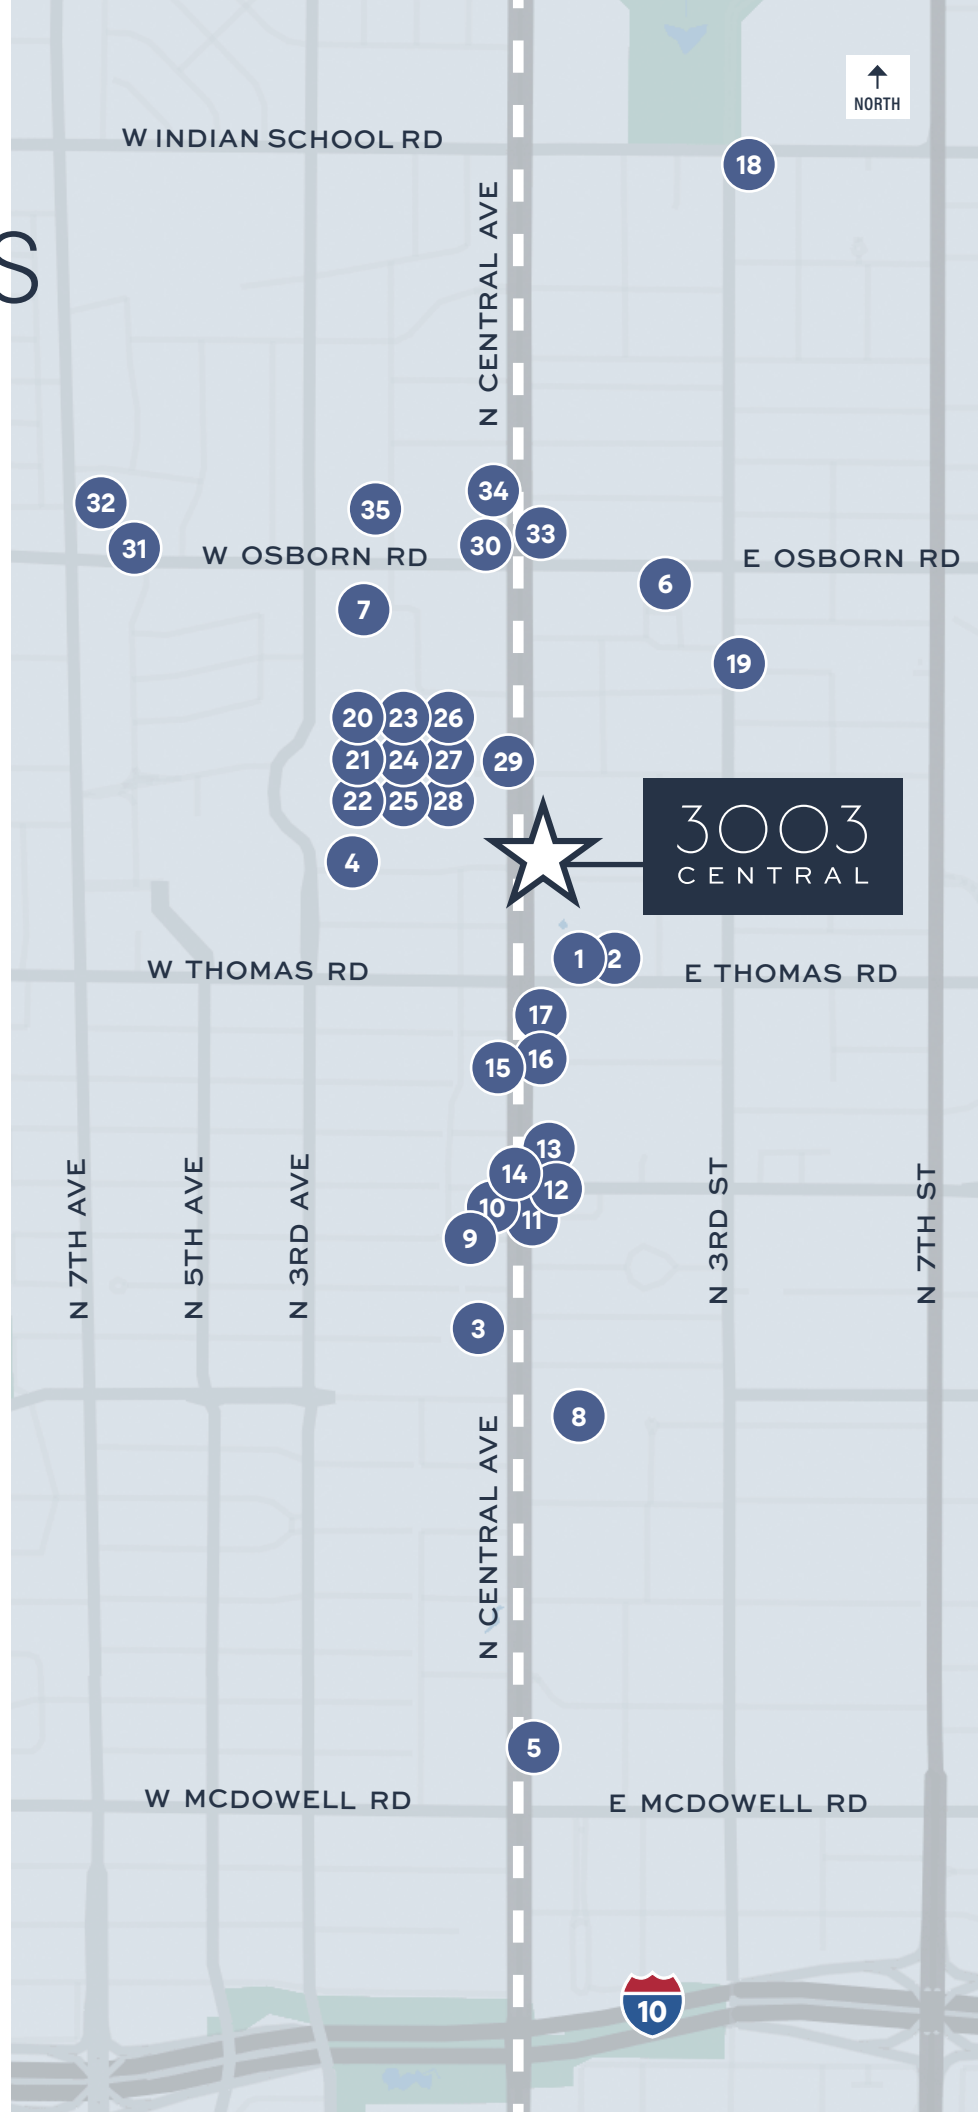 NORTH
W INDIAN SCHOOL RD
18
N CENTRAL AVE
S
34
32
35
33
31
30
W OSBORN RD
E OSBORN RD
6
7
19
20 23 26
21 24 27
29
22 25 28
3003
CENTRAL
4
1 2
W THOMAS RD
E THOMAS RD
17
16
15
13
14
12
10
11
9
N 7TH AVE
N 5TH AVE
N 3RD AVE
N 3RD ST
N 7TH ST
3
8
N CENTRAL AVE
5
W MCDOWELL RD
E MCDOWELL RD
10